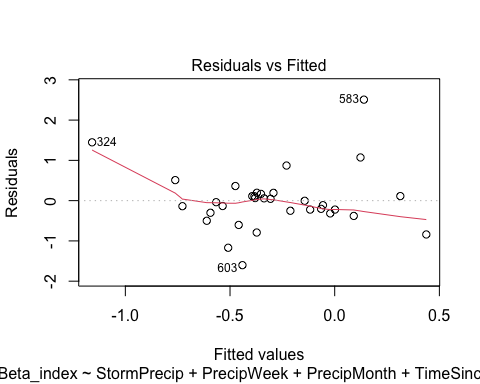 Residuals vs Fitted
Residuals
3
2
1
0
-1
-2
583
324
603
-1.0 -0.5 0.0 0.5
Fitted values
Beta_index ~ StormPrecip + PrecipWeek + PrecipMonth + TimeSinc